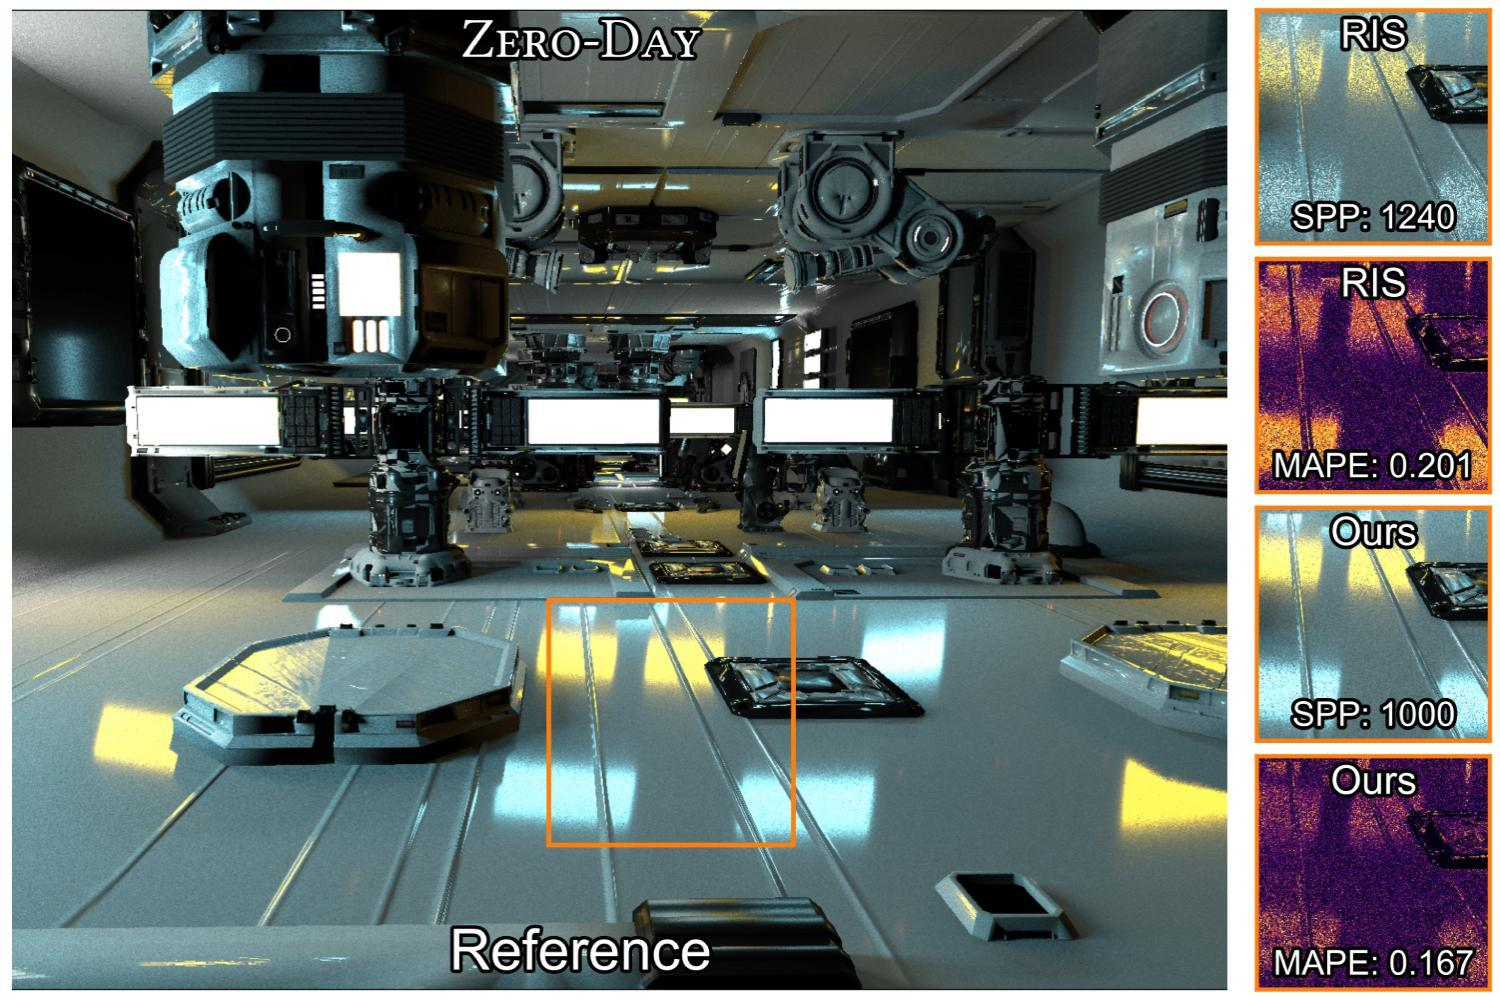 ZERO-DAY
Reference
RIS
SPP: 1240
RIS
MAPE: 0.201
Ours
SPP: 1000
Ours
MAPE: 0.167